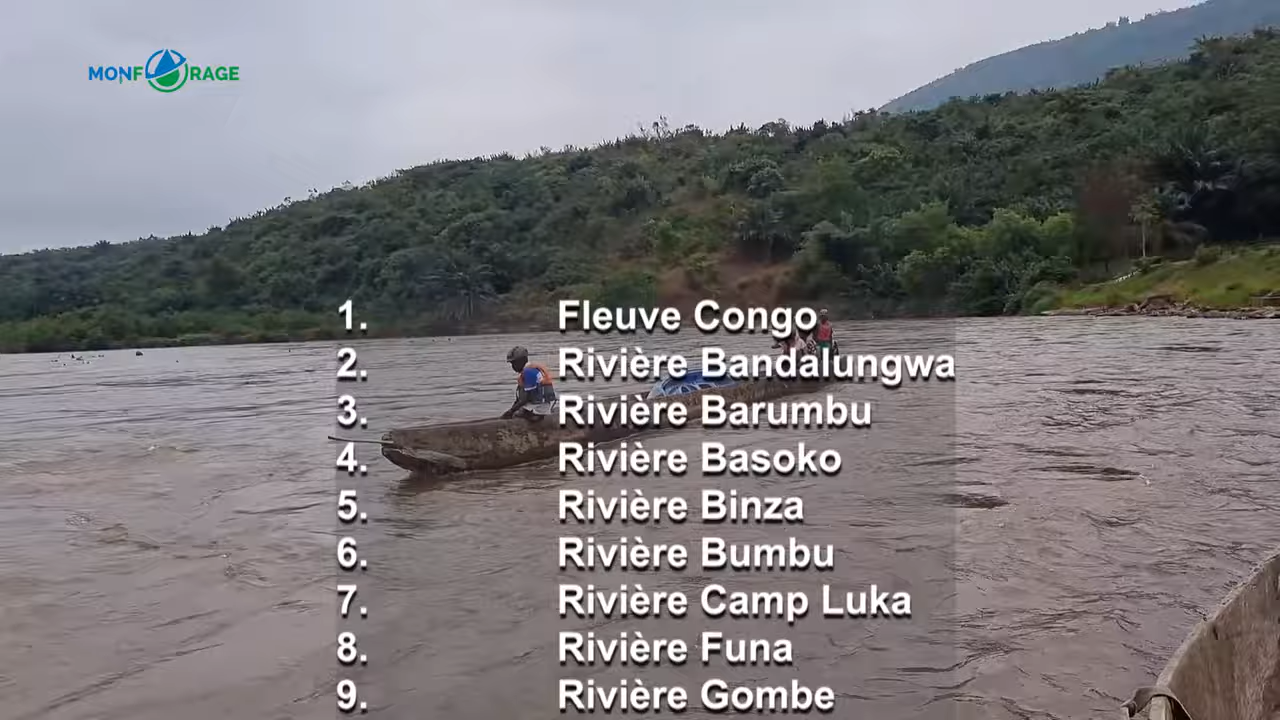 MONFORAGE
1. Fleuve Congo
2. Rivière Bandalungwa
3. Rivière Barumbu
4. Rivière Basoko
5. Rivière Binza
6. Rivière Bumbu
7. Rivière Camp Luka
8. Rivière Funa
9. Rivière Gombe